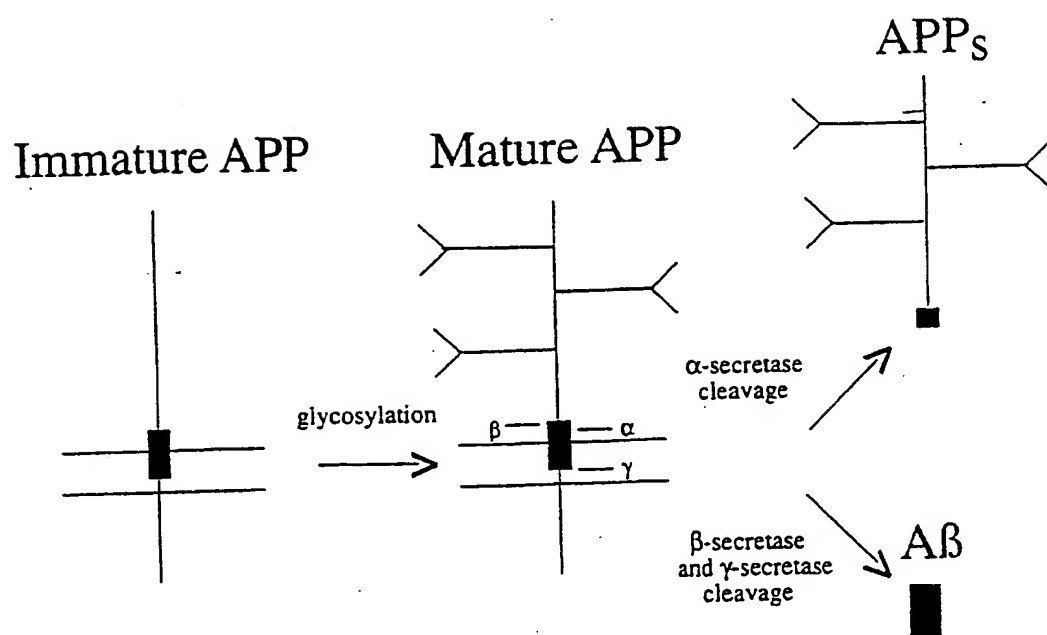 APPs
Immature APP
Mature APP
α-secretase
cleavage
glycosylation
β
α
γ
β-secretase
and γ-secretase
cleavage
Aß